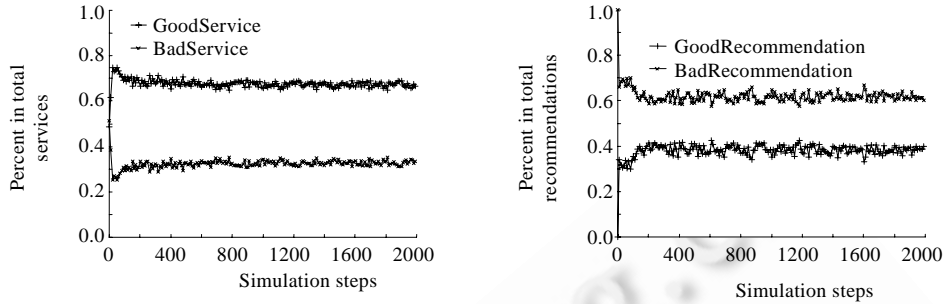 1.0
0.8
0.6
0.4
0.2
0.0
Percent in total
services
GoodService
BadService
0 400 800 1200 1600 2000
Simulation steps
1.0
0.8
0.6
0.4
0.2
0.0
Percent in total
recommendations
GoodRecommendation
BadRecommendation
0 400 800 1200 1600 2000
Simulation steps